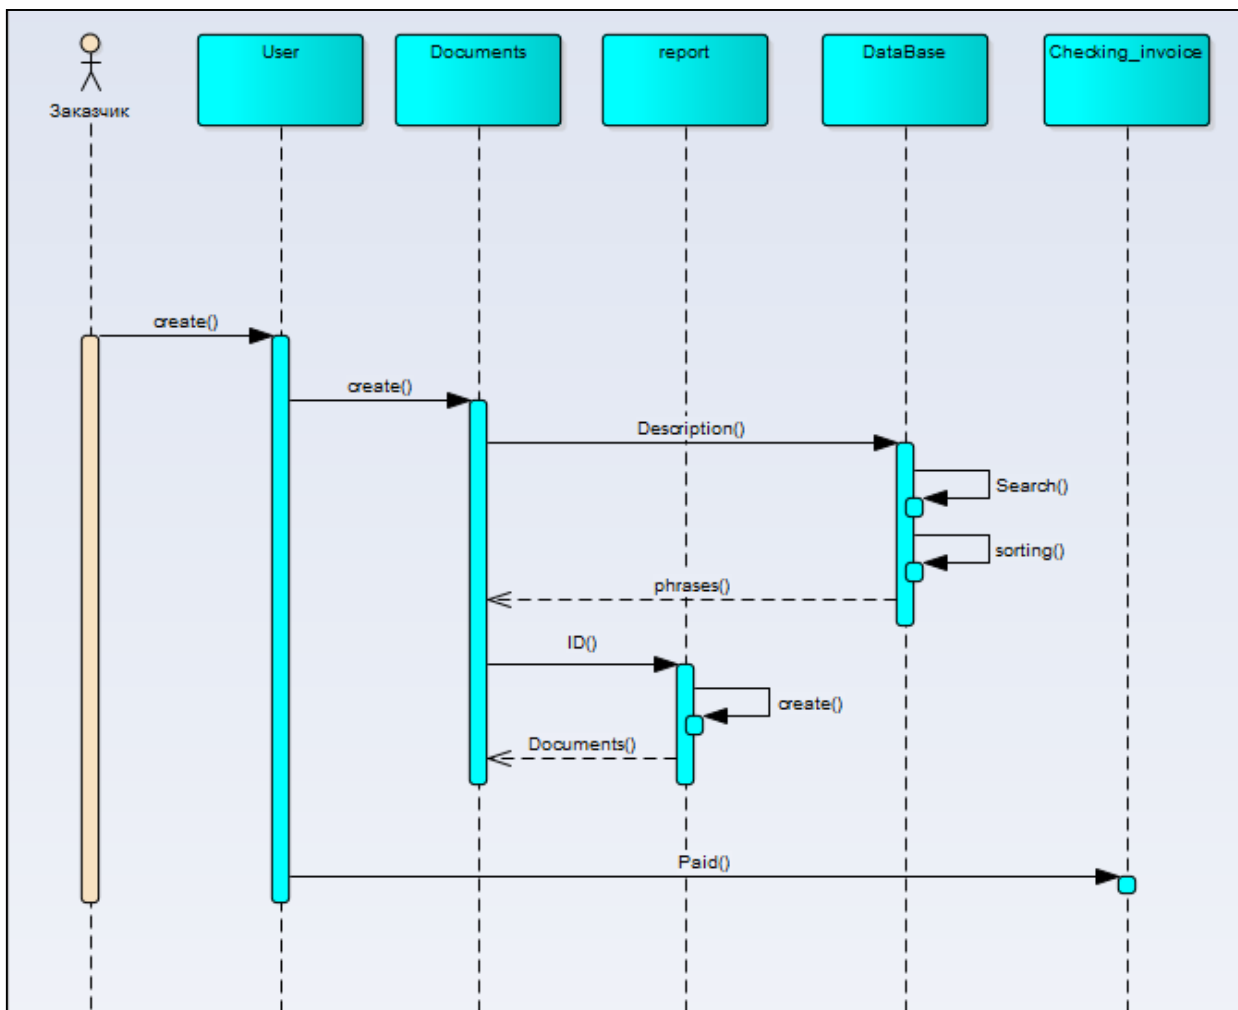 User
Documents
report
DataBase
Checking_invoice
Заказчик
create()
create()
Description()
Search()
sorting()
phrases()
ID()
create()
Documents()
Paid()